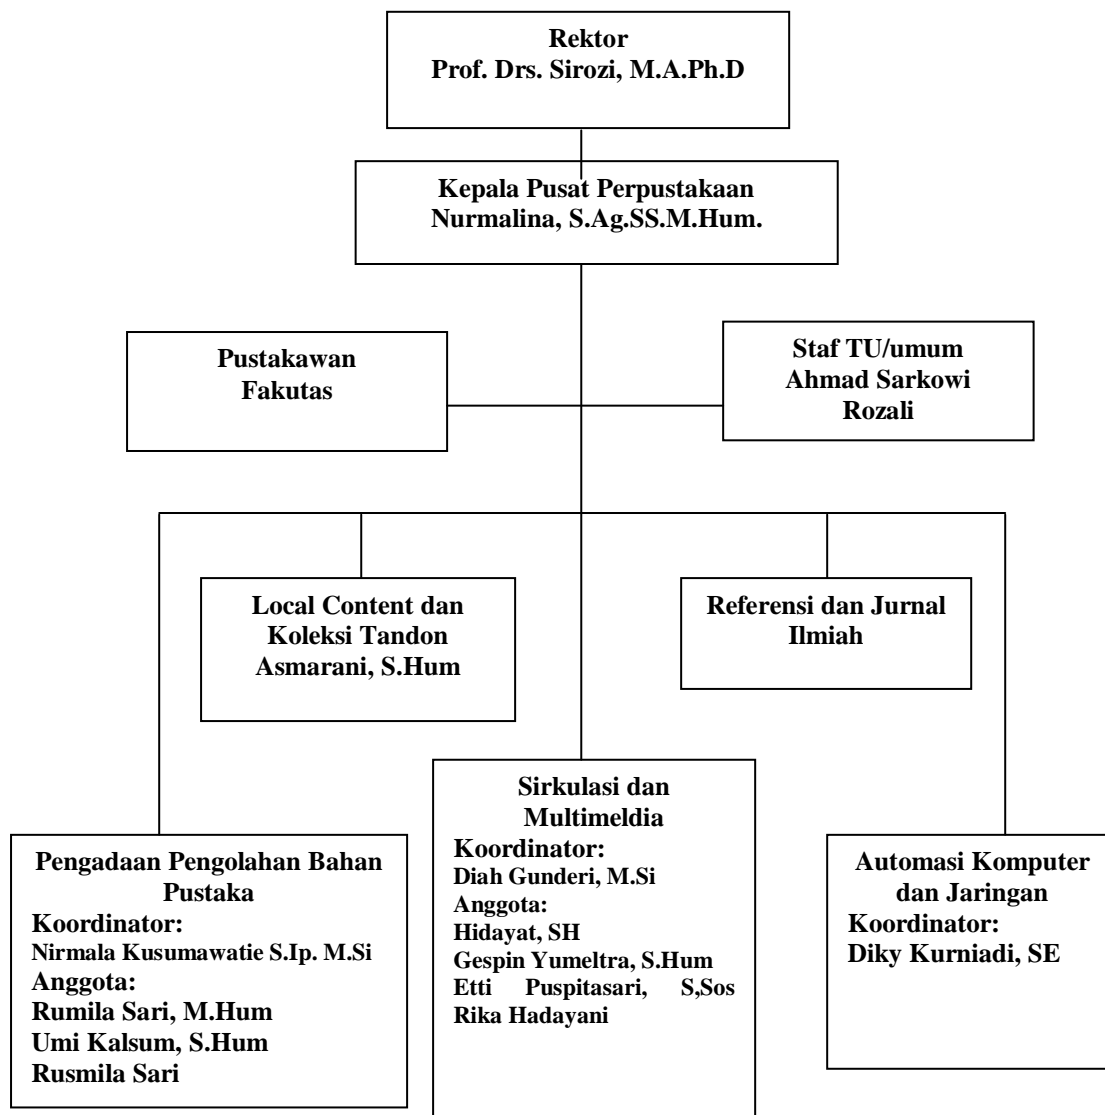 Rektor
Prof. Drs. Sirozi, M.A.Ph.D
Kepala Pusat Perpustakaan
Nurmalina, S.Ag.SS.M.Hum.
Pustakawan
Fakutas
Staf TU/umum
Ahmad Sarkowi
Rozali
Local Content dan
Koleksi Tandon
Asmarani, S.Hum
Referensi dan Jurnal
Ilmiah
Pengadaan Pengolahan Bahan
Pustaka
Koordinator:
Nirmala Kusumawatie S.Ip. M.Si
Anggota:
Rumila Sari, M.Hum
Umi Kalsum, S.Hum
Rusmila Sari
Sirkulasi dan
Multimeldia
Koordinator:
Diah Gunderi, M.Si
Anggota:
Hidayat, SH
Gespin Yumeltra, S.Hum
Etti Puspitasari, S,Sos
Rika Hadayani
Automasi Komputer
dan Jaringan
Koordinator:
Diky Kurniadi, SE